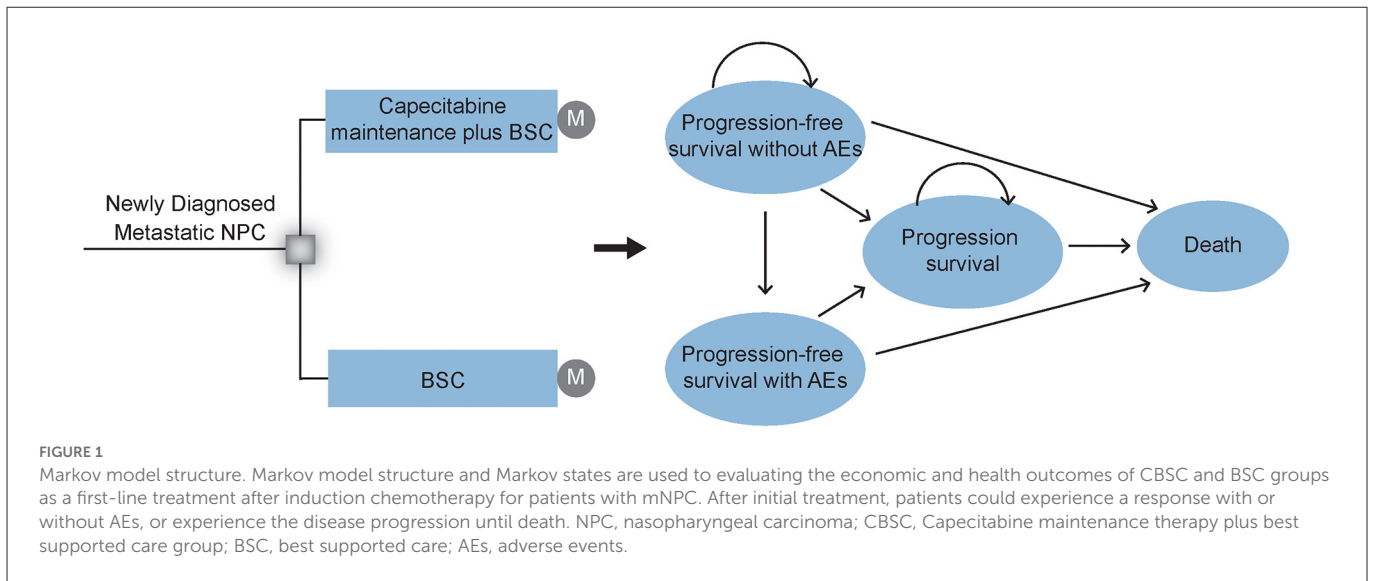 Newly Diagnosed
Metastatic NPC
Capecitabine
maintenance plus BSC
M
BSC
M
Progression-free
survival without AEs
Progression
survival
Death
Progression-free
survival with AEs
FIGURE 1
Markov model structure. Markov model structure and Markov states are used to evaluating the economic and health outcomes of CBSC and BSC groups
as a first-line treatment after induction chemotherapy for patients with mNPC. After initial treatment, patients could experience a response with or
without AEs, or experience the disease progression until death. NPC, nasopharyngeal carcinoma; CBSC, Capecitabine maintenance therapy plus best
supported care group; BSC, best supported care; AEs, adverse events.